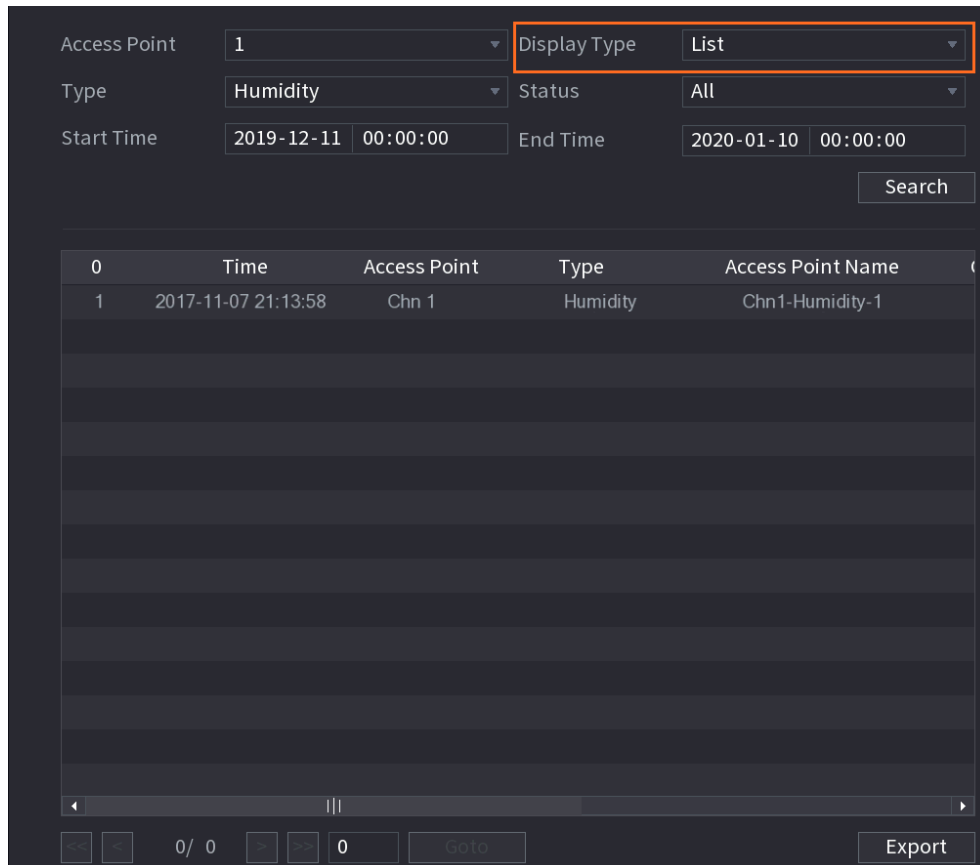 Access Point 1 Display Type List
Type Humidity Status All
Start Time 2019-12-11 00:00:00 End Time 2020-01-10 00:00:00
Search
0 Time Access Point Type Access Point Name
1 2017-11-07 21:13:58 Chn 1 Humidity Chn1-Humidity-1
<< < 0/ 0 > >> 0 Goto Export